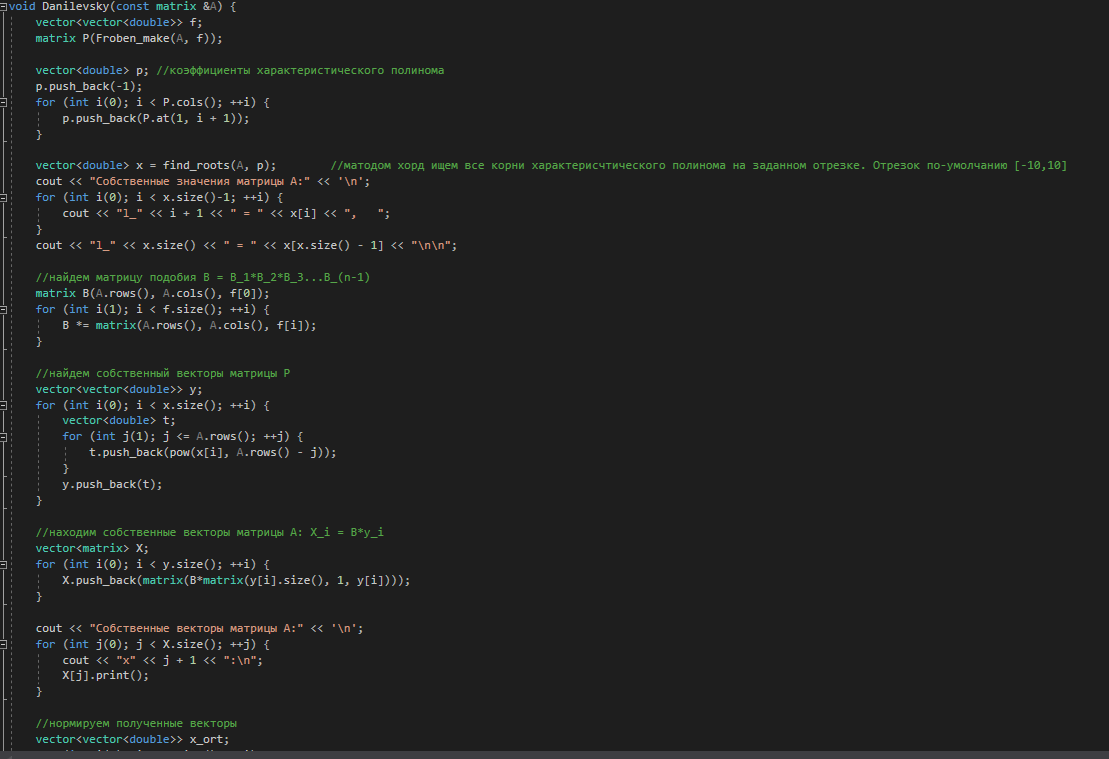 void Danilevsky(const matrix &A) {
vector<vector<double>> f;
matrix P(Froben_make(A, f));
vector<double> p; //коэффициенты характеристического полинома
p.push_back(-1);
for (int i(0); i < P.cols(); ++i) {
p.push_back(P.at(1, i + 1));
}
vector<double> x = find_roots(A, p); //матодом хорд ищем все корни характерисчтического полинома на заданном отрезке. Отрезок по-умолчанию [-10,10]
cout << "Собственные значения матрицы A:" << '\n';
for (int i(0); i < x.size()-1; ++i) {
cout << "l_" << i + 1 << " = " << x[i] << ",   ";
}
cout << "l_" << x.size() << " = " << x[x.size() - 1] << "\n\n";
//найдем матрицу подобия B = B_1*B_2*B_3...B_(n-1)
matrix B(A.rows(), A.cols(), f[0]);
for (int i(1); i < f.size(); ++i) {
B *= matrix(A.rows(), A.cols(), f[i]);
}
//найдем собственный векторы матрицы P
vector<vector<double>> y;
for (int i(0); i < x.size(); ++i) {
vector<double> t;
for (int j(1); j <= A.rows(); ++j) {
t.push_back(pow(x[i], A.rows() - j));
}
y.push_back(t);
}
//находим собственные векторы матрицы A: X_i = B*y_i
vector<matrix> X;
for (int i(0); i < y.size(); ++i) {
X.push_back(matrix(B*matrix(y[i].size(), 1, y[i])));
}
cout << "Собственные векторы матрицы A:" << '\n';
for (int j(0); j < X.size(); ++j) {
cout << "x" << j + 1 << ":\n";
X[j].print();
}
//нормируем полученные векторы
vector<vector<double>> x_ort;